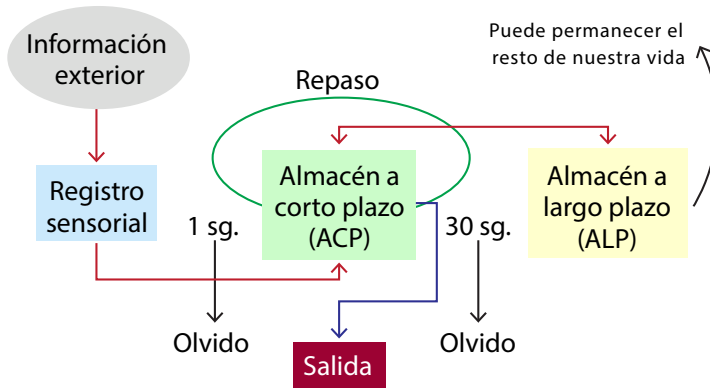 Información
exterior
Puede permanecer el
resto de nuestra vida
Repaso
Registro
sensorial
Almacén a
corto plazo
(ACP)
Almacén a
largo plazo
(ALP)
1 sg.
30 sg.
Olvido
Salida
Olvido